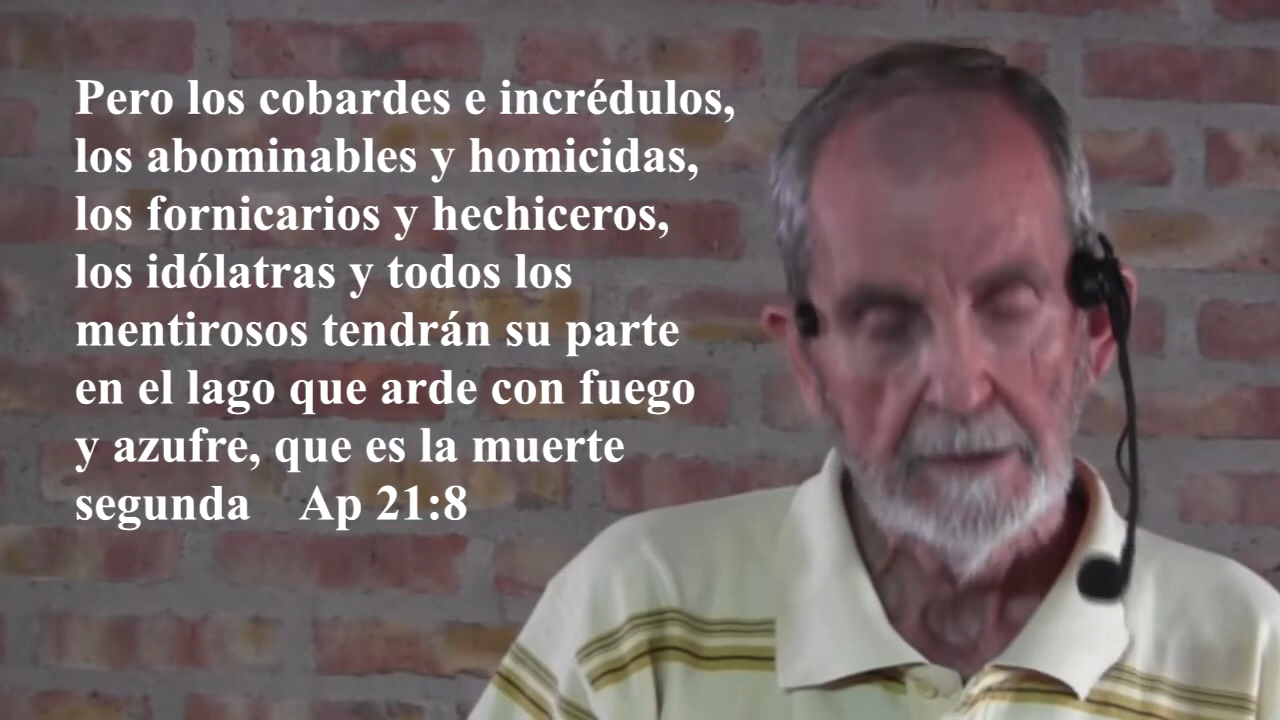 Pero los cobardes e incrédulos,
los abominables y homicidas,
los fornicarios y hechiceros,
los idólatras y todos los
mentirosos tendrán su parte
en el lago que arde con fuego
y azufre, que es la muerte
segunda    Ap 21:8